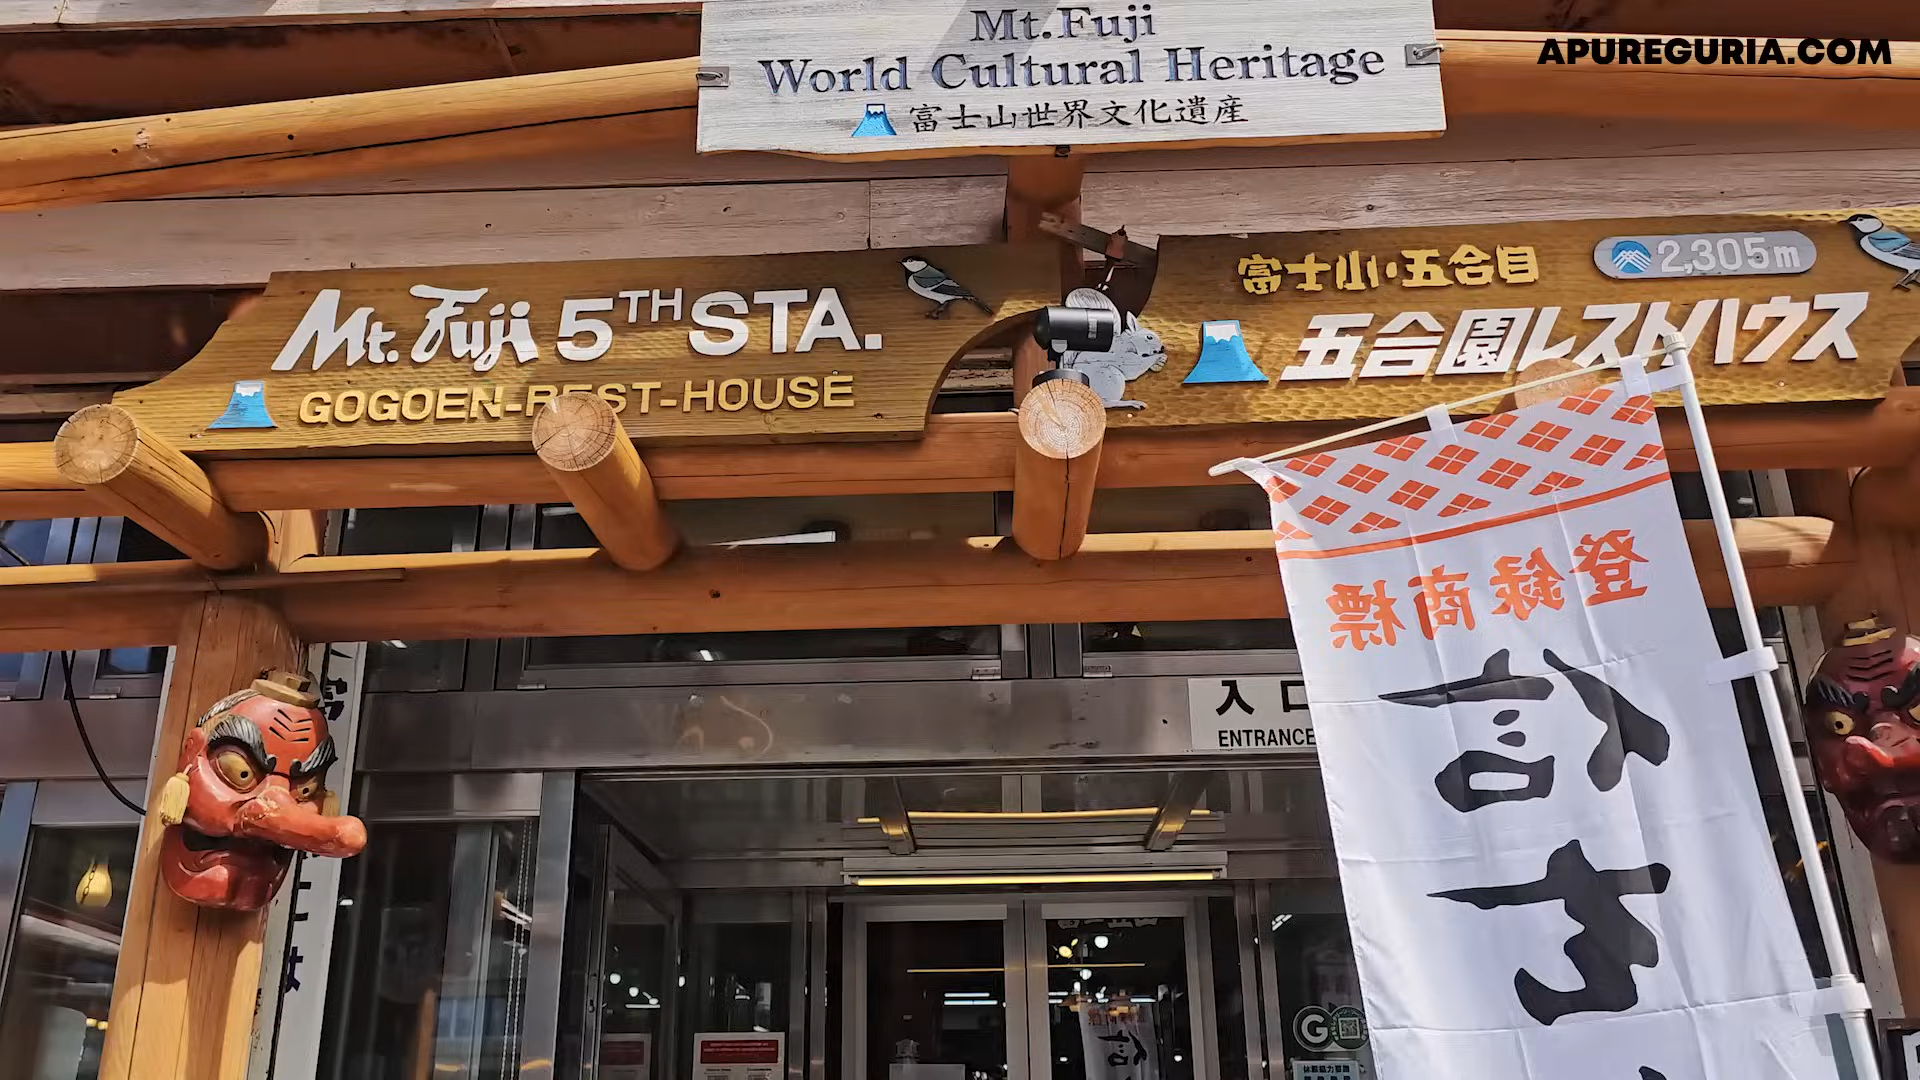 APUREGURIA.COM
Mt.Fuji
World Cultural Heritage
富士山世界文化遺産
Mt. Fuji 5TH STA.
GOGOEN-REST-HOUSE
富士山・五合目
2,305m
五合園レストハウス
登録商標
信玄
入口
ENTRANCE
G